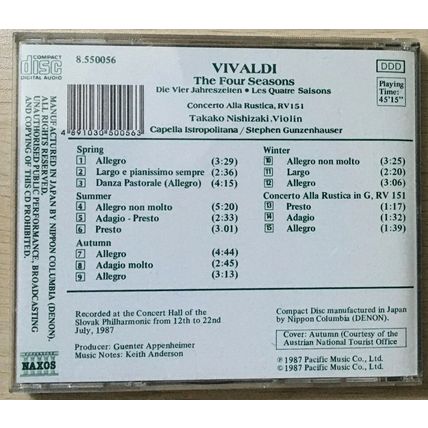 COMPACT
disc
DIGITAL AUDIO
8.550056
VIVALDI
The Four Seasons
Die Vier Jahreszeiten • Les Quatre Saisons
Concerto Alla Rustica, RV151
Takako Nishizaki, Violin
Capella Istropolitana / Stephen Gunzenhauser
DDD
Playing
Time:
45'15"
4 891030 500563
MANUFACTURED IN JAPAN BY NIPPON COLUMBIA (DENON).
ALL RIGHTS RESERVED.
UNAUTHORISED PUBLIC PERFORMANCE, BROADCASTING
AND COPYING OF THIS CD PROHIBITED.
Spring
1 Allegro (3:29)
2 Largo e pianissimo sempre (2:36)
3 Danza Pastorale (Allegro) (4:15)
Summer
4 Allegro non molto (5:20)
5 Adagio - Presto (2:33)
6 Presto (3.01)
Autumn
7 Allegro (4:44)
8 Adagio molto (2:45)
9 Allegro (3:13)
Winter
10 Allegro non molto (3:25)
11 Largo (2:20)
12 Allegro (3:06)
Concerto Alla Rustica in G, RV 151
13 Presto (1:17)
14 Adagio (1:32)
15 Allegro (1:39)
Recorded at the Concert Hall of the
Slovak Philharmonic from 12th to 22nd
July, 1987
Producer: Guenter Appenheimer
Music Notes: Keith Anderson
Compact Disc manufactured in Japan
by Nippon Columbia (DENON).
Cover: Autumn (Courtesy of the
Austrian National Tourist Office
℗ 1987 Pacific Music Co., Ltd.
© 1987 Pacific Music Co., Ltd.
NAXOS